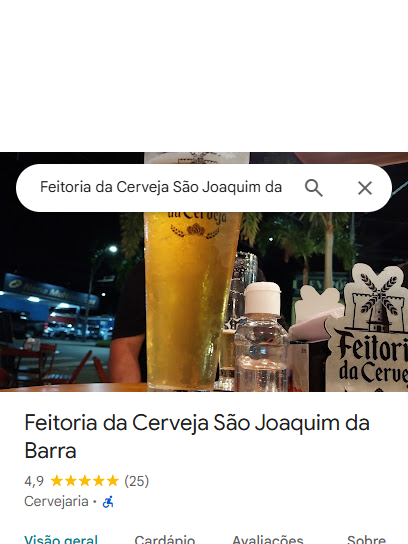 Feitoria da Cerveja São Joaquim da
da Cerveja
Feitori
da Cerve
Feitoria da Cerveja São Joaquim da
Barra
4,9 (25)
Cervejaria •
Visão geral Cardápio Avaliações Sobre